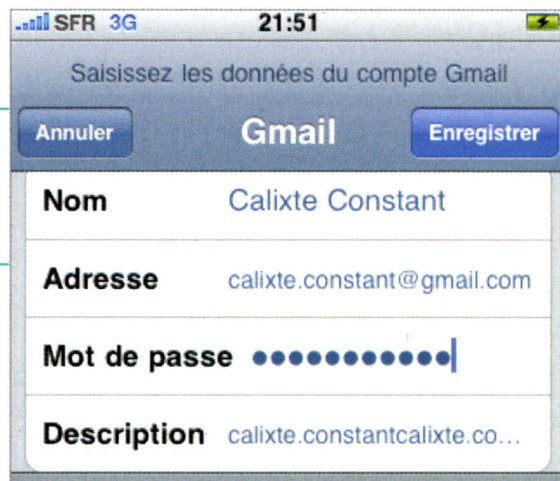 SFR 3G 21:51
Saisissez les données du compte Gmail
Annuler Gmail Enregistrer
Nom Calixte Constant
Adresse calixte.constant@gmail.com
Mot de passe ●●●●●●●●●●●
Description calixte.constantcalixte.co...